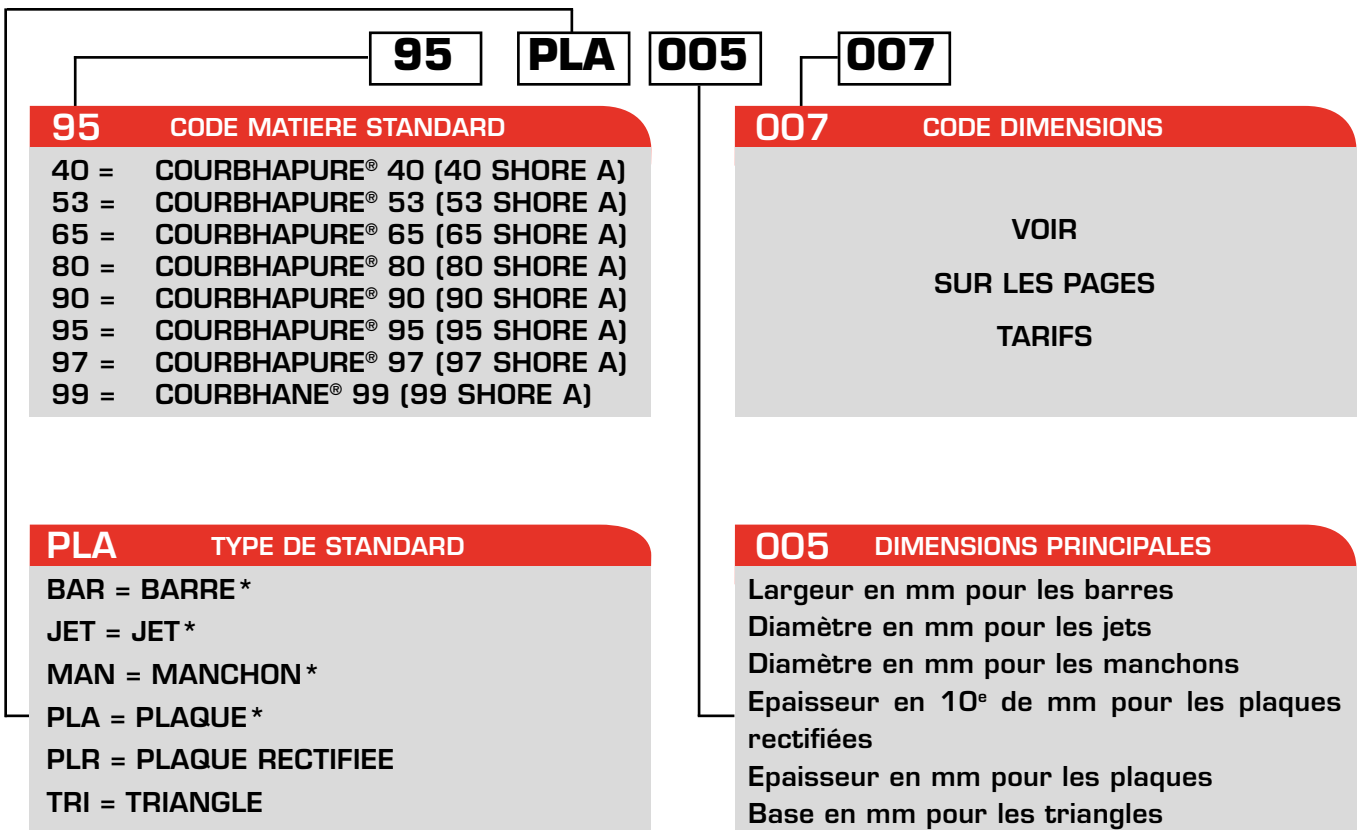 95 PLA 005 007
95 CODE MATIERE STANDARD
40 = COURBHAPURE® 40 (40 SHORE A)
53 = COURBHAPURE® 53 (53 SHORE A)
65 = COURBHAPURE® 65 (65 SHORE A)
80 = COURBHAPURE® 80 (80 SHORE A)
90 = COURBHAPURE® 90 (90 SHORE A)
95 = COURBHAPURE® 95 (95 SHORE A)
97 = COURBHAPURE® 97 (97 SHORE A)
99 = COURBHANE® 99 (99 SHORE A)
007 CODE DIMENSIONS
VOIR
SUR LES PAGES
TARIFS
PLA TYPE DE STANDARD
BAR = BARRE*
JET = JET*
MAN = MANCHON*
PLA = PLAQUE*
PLR = PLAQUE RECTIFIEE
TRI = TRIANGLE
005 DIMENSIONS PRINCIPALES
Largeur en mm pour les barres
Diamètre en mm pour les jets
Diamètre en mm pour les manchons
Epaisseur en 10ᵉ de mm pour les plaques
rectifiées
Epaisseur en mm pour les plaques
Base en mm pour les triangles